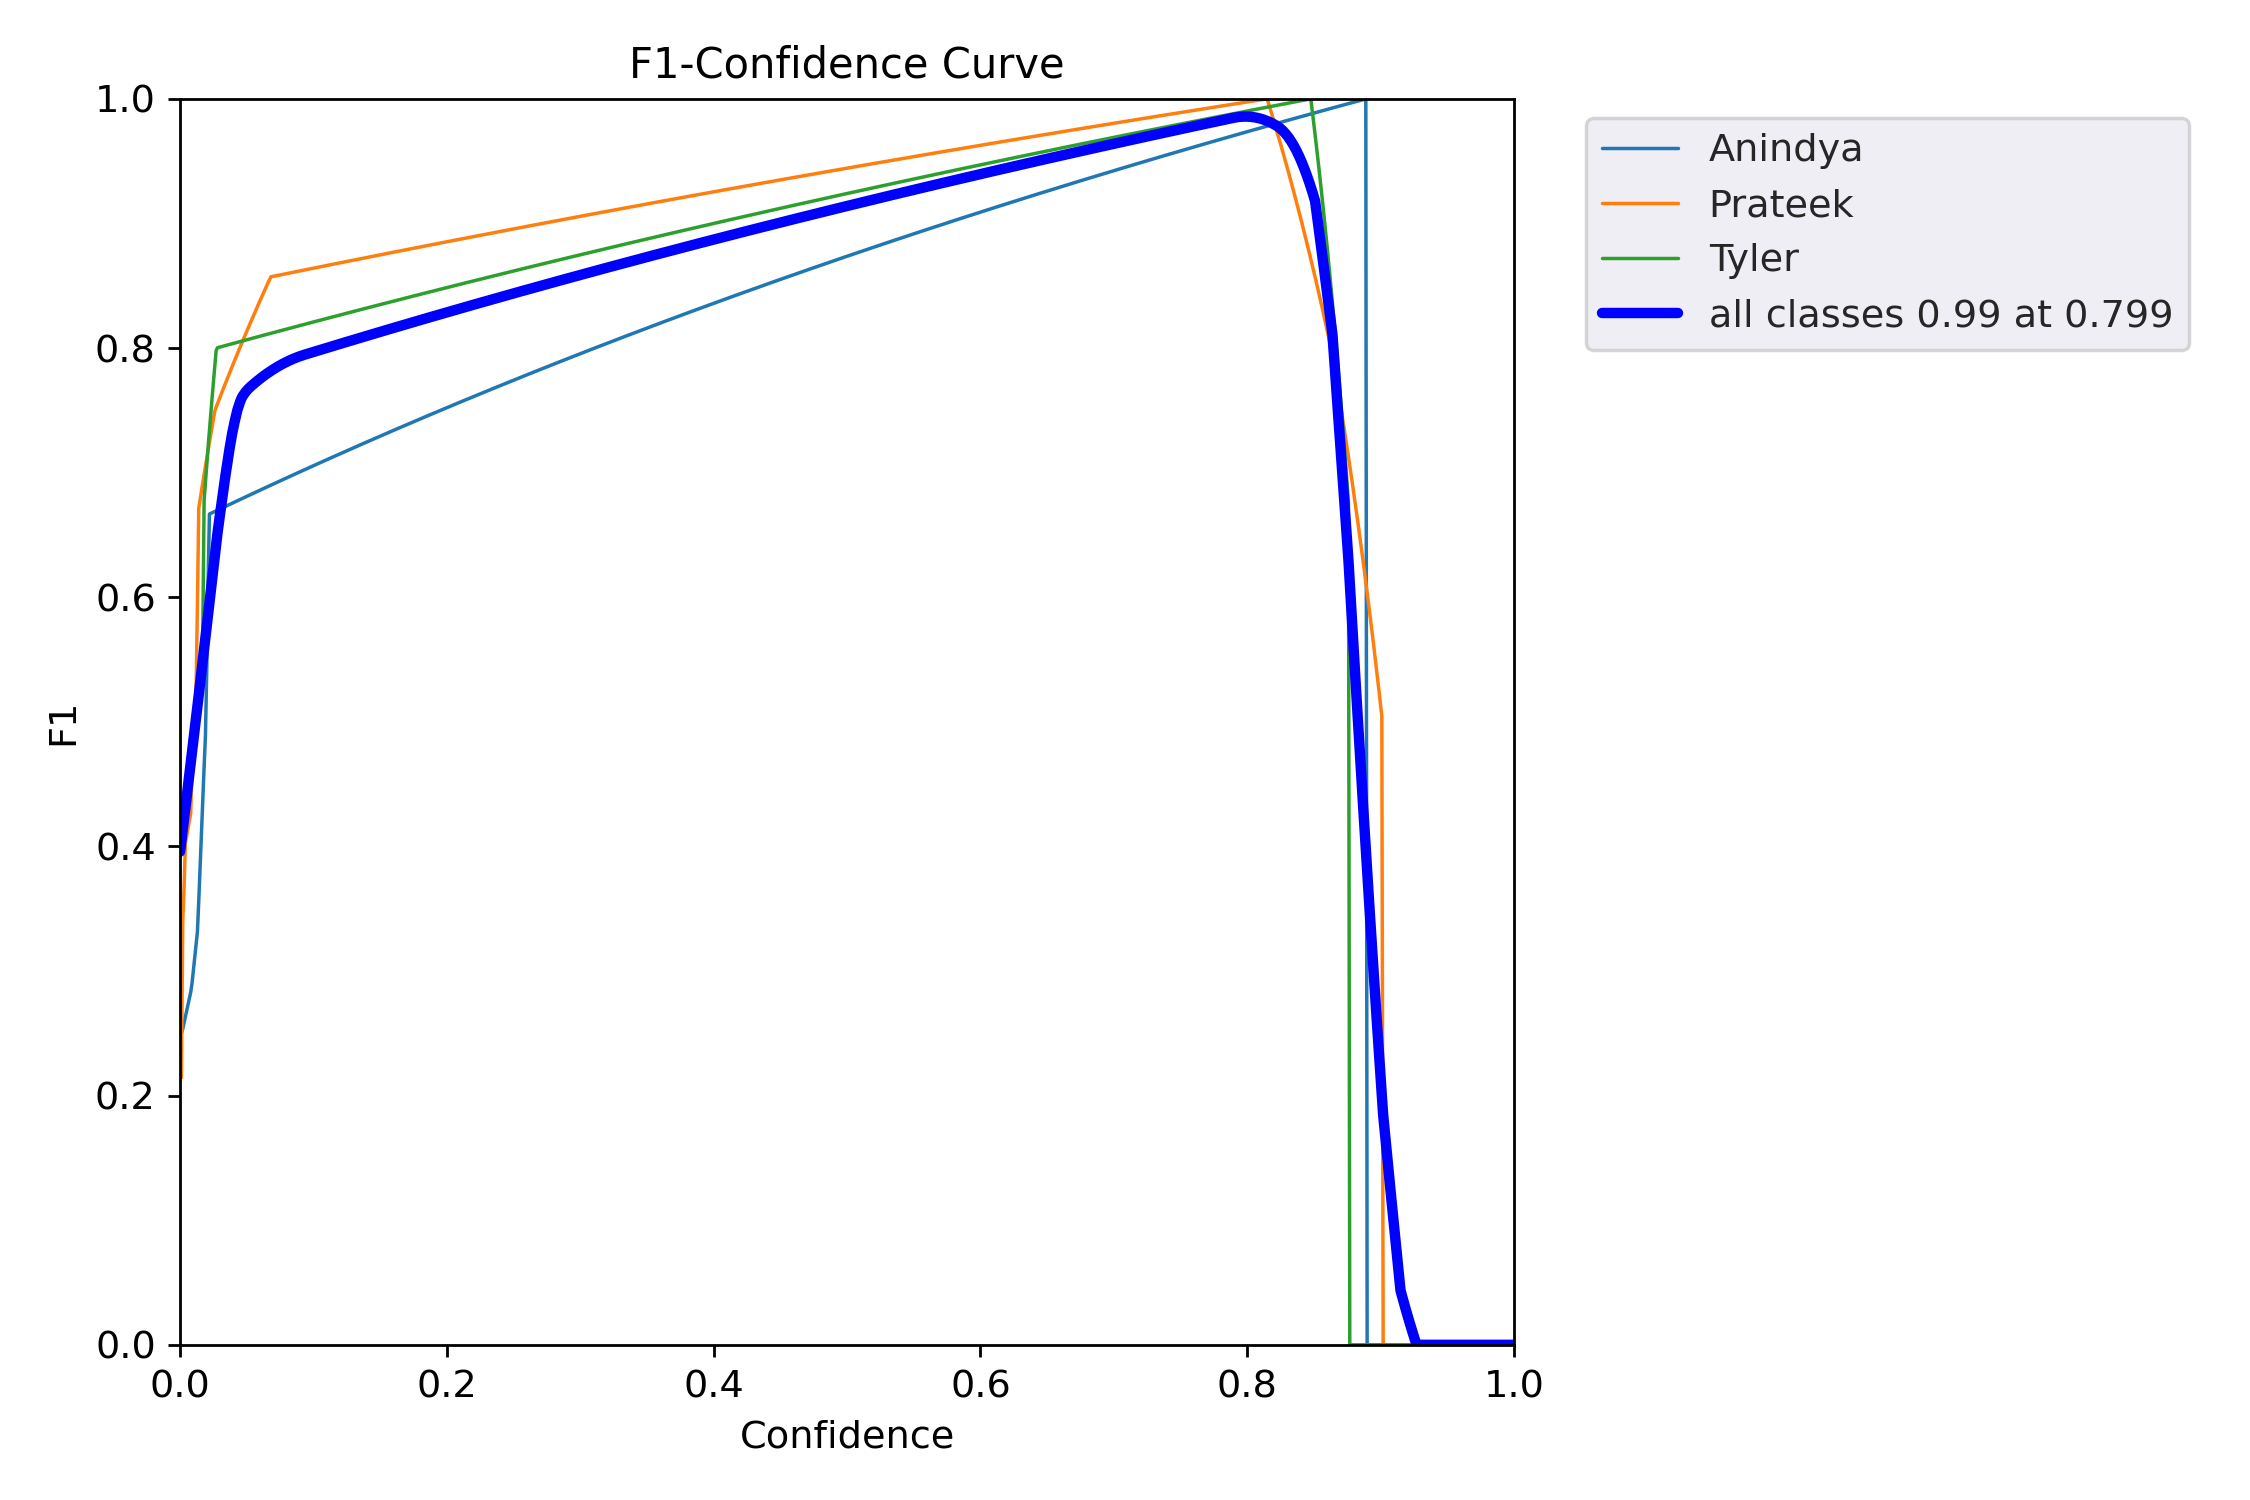 F1-Confidence Curve
1.0
0.8
0.6
0.4
0.2
0.0
F1
0.0 0.2 0.4 0.6 0.8 1.0
Confidence
Anindya
Prateek
Tyler
all classes 0.99 at 0.799